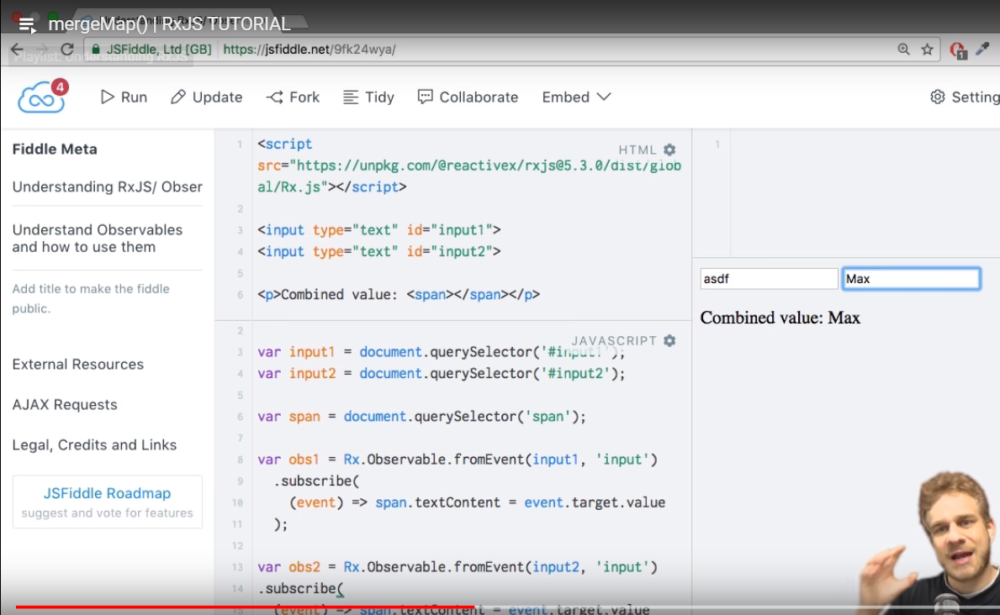 mergeMap() | RxJS TUTORIAL
Playlist: Understanding RxJS
JSFiddle, Ltd [GB] https://jsfiddle.net/9fk24wya/
1
4
Run Update Fork Tidy Collaborate Embed Setting
Fiddle Meta
Understanding RxJS/ Obser
Understand Observables
and how to use them
Add title to make the fiddle
public.
External Resources
AJAX Requests
Legal, Credits and Links
JSFiddle Roadmap
suggest and vote for features
HTML
1 <script
src="https://unpkg.com/@reactivex/rxjs@5.3.0/dist/glob
al/Rx.js"></script>
2
3 <input type="text" id="input1">
4 <input type="text" id="input2">
5
6 <p>Combined value: <span></span></p>
JAVASCRIPT
2
3 var input1 = document.querySelector('#input1');
4 var input2 = document.querySelector('#input2');
5
6 var span = document.querySelector('span');
7
8 var obs1 = Rx.Observable.fromEvent(input1, 'input')
9 .subscribe(
10 (event) => span.textContent = event.target.value
11 );
12
13 var obs2 = Rx.Observable.fromEvent(input2, 'input')
14 .subscribe(
15 (event) => span.textContent = event.target.value
1
asdf Max
Combined value: Max